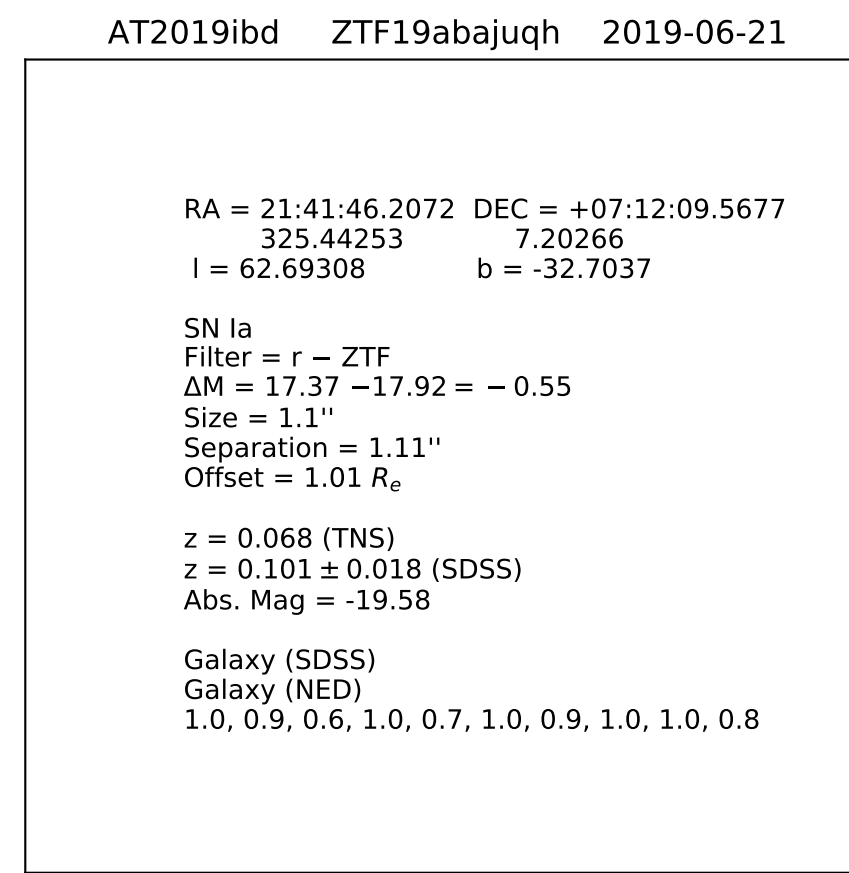 AT2019ibd ZTF19abajuqh 2019-06-21
RA = 21:41:46.2072 DEC = +07:12:09.5677
325.44253 7.20266
l = 62.69308 b = -32.7037
SN Ia
Filter = r − ZTF
ΔM = 17.37 −17.92 = − 0.55
Size = 1.1''
Separation = 1.11''
Offset = 1.01 Rₑ
z = 0.068 (TNS)
z = 0.101 ± 0.018 (SDSS)
Abs. Mag = -19.58
Galaxy (SDSS)
Galaxy (NED)
1.0, 0.9, 0.6, 1.0, 0.7, 1.0, 0.9, 1.0, 1.0, 0.8